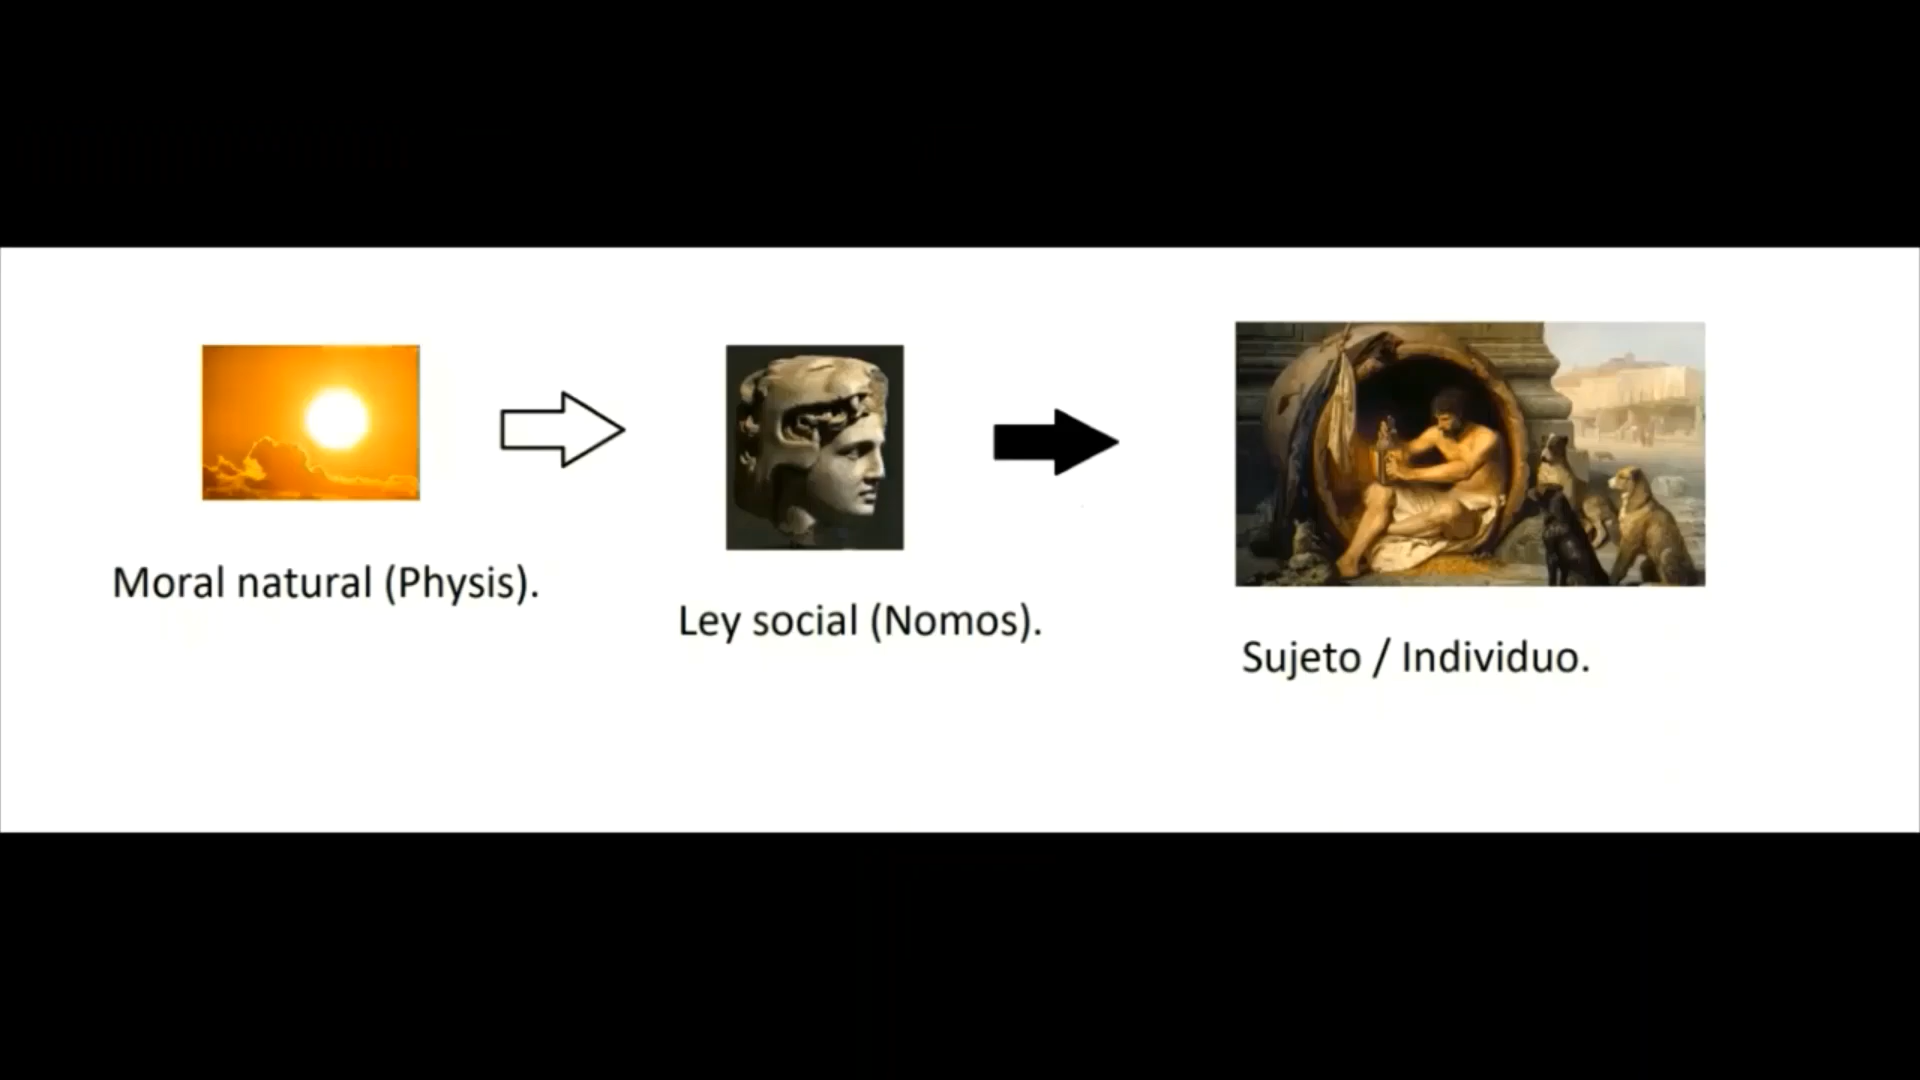 Moral natural (Physis).
Ley social (Nomos).
Sujeto / Individuo.